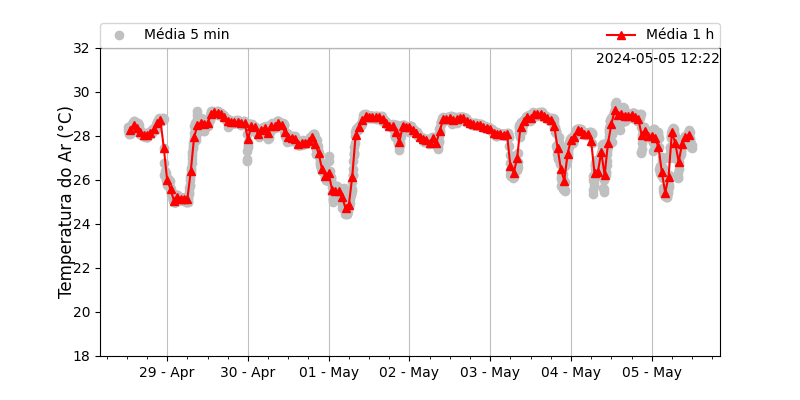 Média 5 min
Média 1 h
2024-05-05 12:22
Temperatura do Ar (°C)
32
30
28
26
24
22
20
18
29 - Apr
30 - Apr
01 - May
02 - May
03 - May
04 - May
05 - May